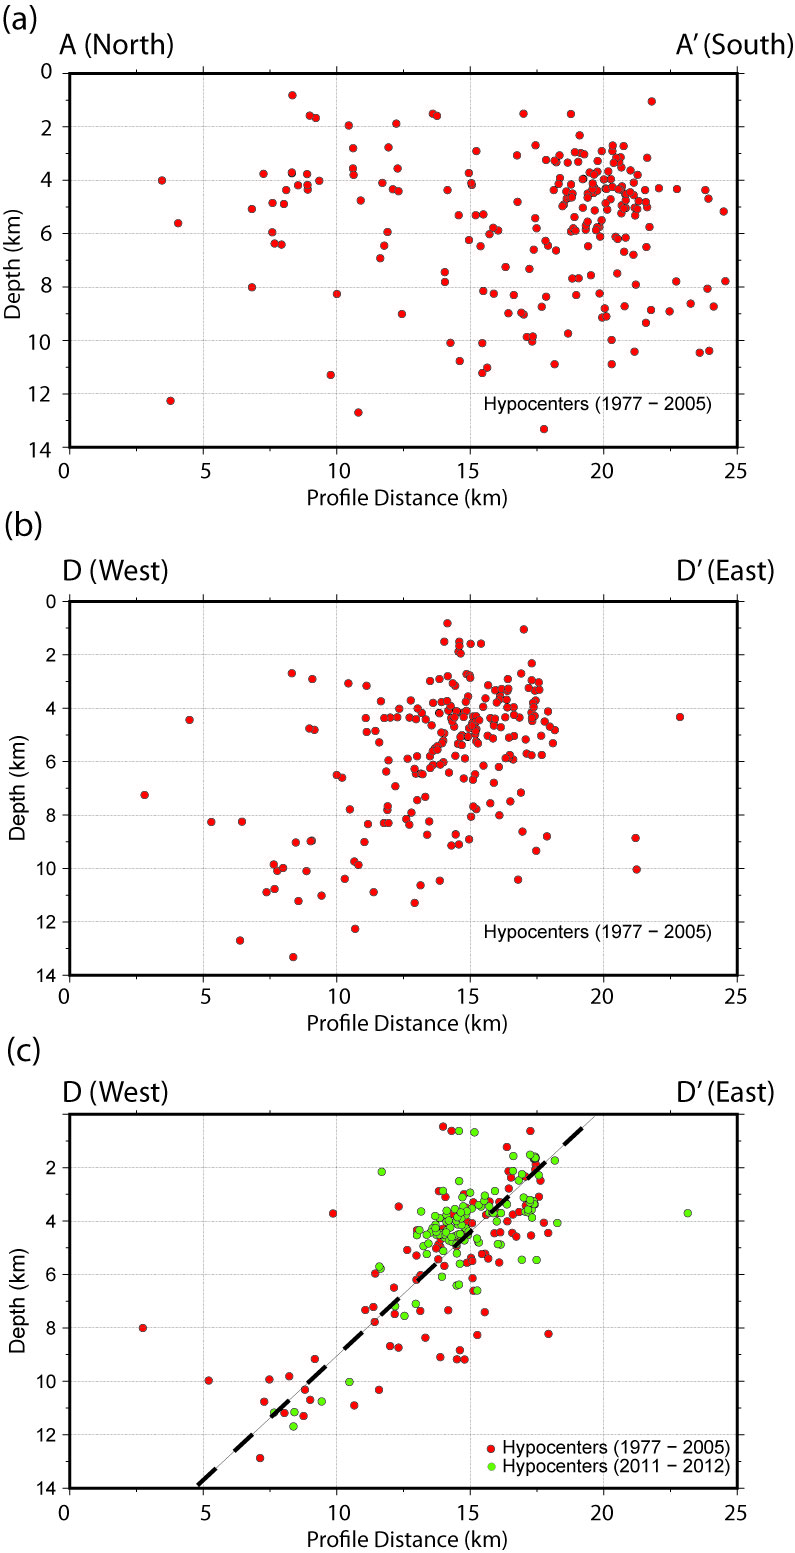 (a)
A (North) A’ (South)
0
2
4
6
8
10
12
14
Depth (km)
Hypocenters (1977 − 2005)
0 5 10 15 20 25
Profile Distance (km)
(b)
D (West) D’ (East)
0
2
4
6
8
10
12
14
Depth (km)
Hypocenters (1977 − 2005)
0 5 10 15 20 25
Profile Distance (km)
(c)
D (West) D’ (East)
2
4
6
8
10
12
14
Depth (km)
Hypocenters (1977 − 2005)
Hypocenters (2011 − 2012)
0 5 10 15 20 25
Profile Distance (km)